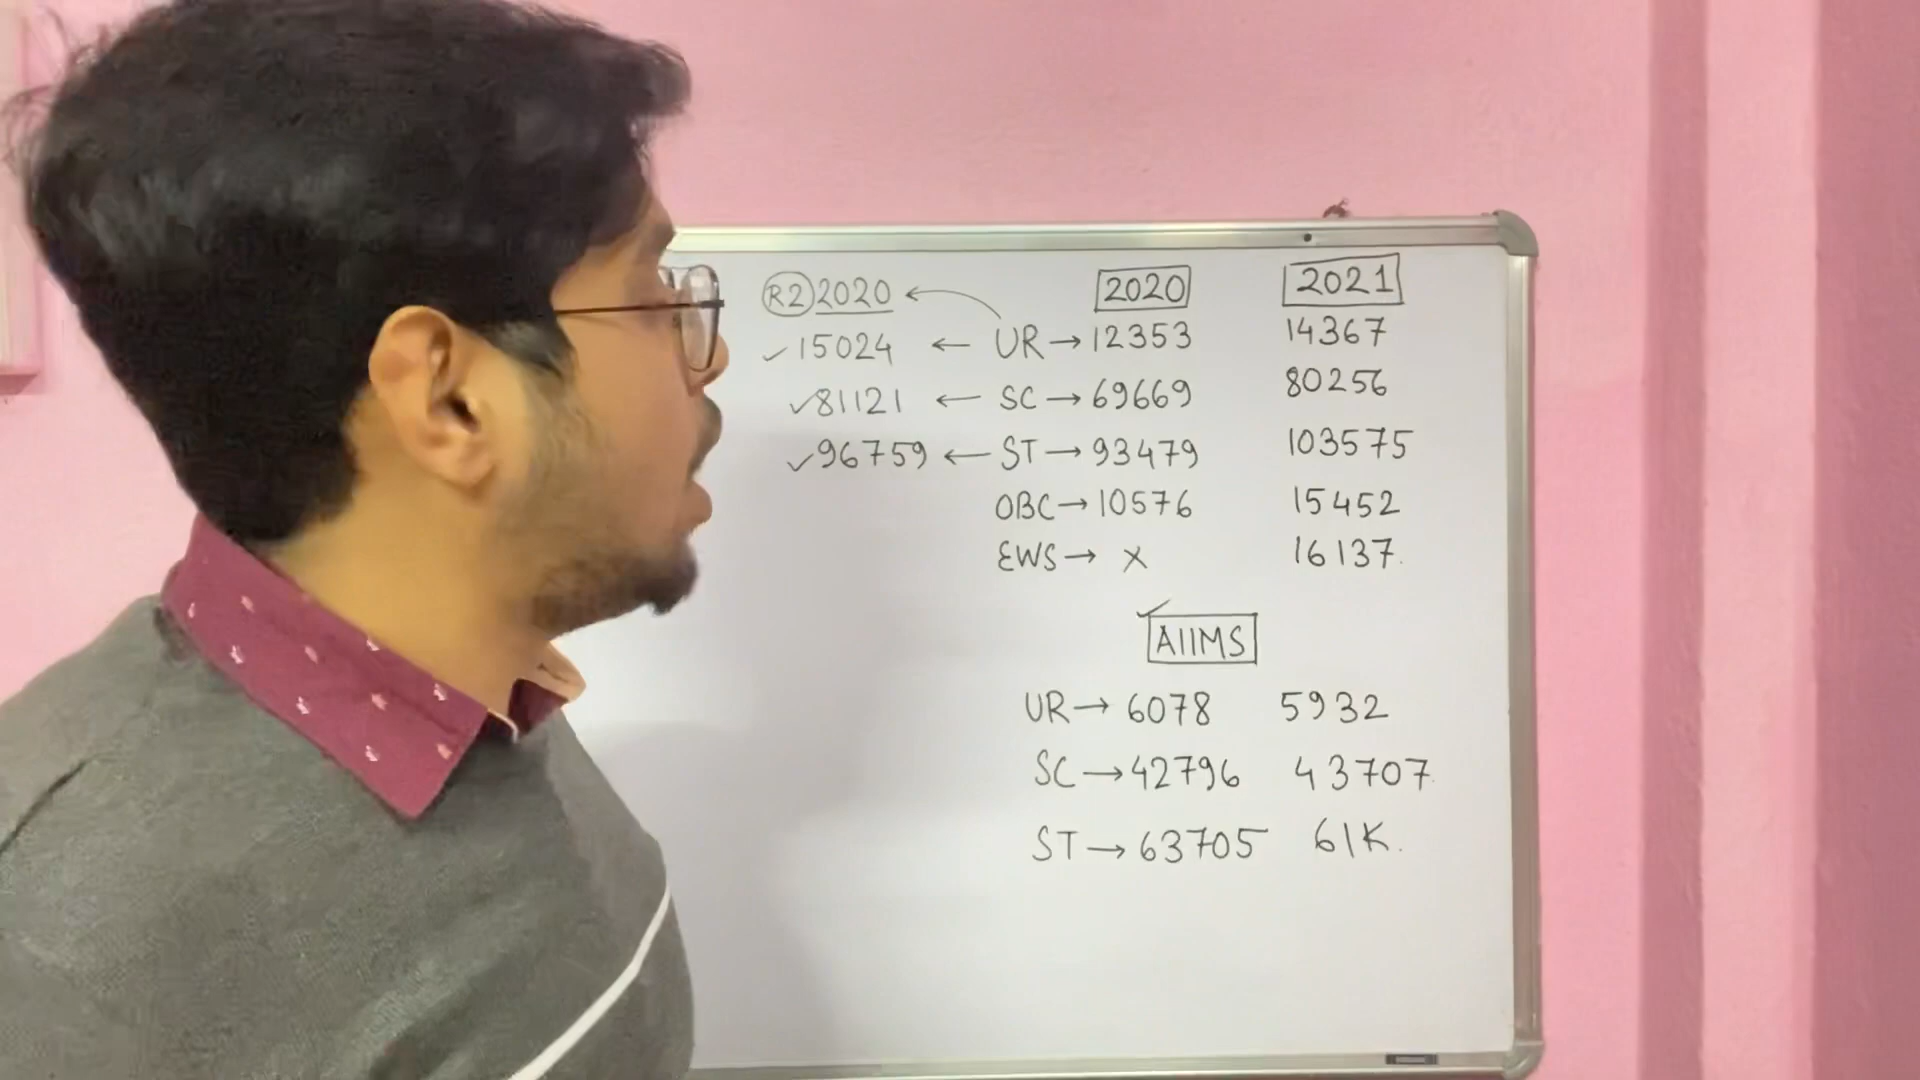 R2 2020 ← 2020 2021
✓15024 ← UR → 12353 14367
✓81121 ← SC → 69669 80256
✓96759 ← ST → 93479 103575
OBC → 10576 15452
EWS → X 16137.
✓
AIIMS
UR → 6078 5932
SC → 42796 43707.
ST → 63705 61K.